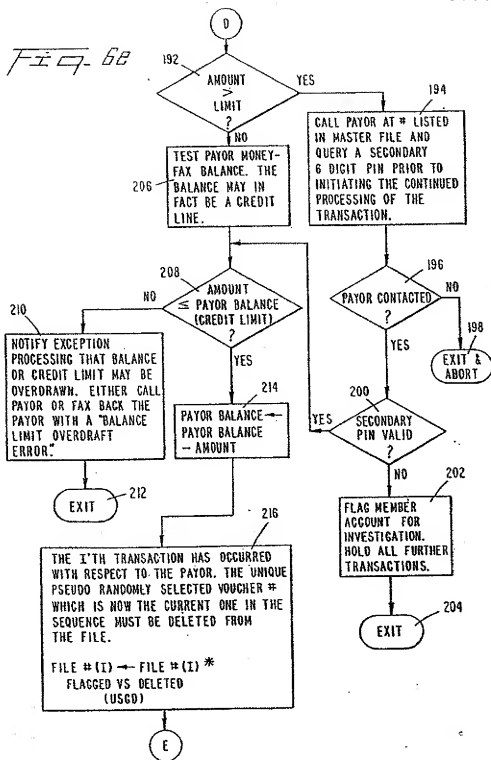 Fig. 6e
D
192
AMOUNT
>
LIMIT
?
YES
NO
194
CALL PAYOR AT # LISTED
IN MASTER FILE AND
QUERY A SECONDARY
6 DIGIT PIN PRIOR TO
INITIATING THE CONTINUED
PROCESSING OF THE
TRANSACTION.
206
TEST PAYOR MONEY-
FAX BALANCE. THE
BALANCE MAY IN
FACT BE A CREDIT
LINE.
208
AMOUNT
≤ PAYOR BALANCE
(CREDIT LIMIT)
?
NO
YES
196
PAYOR CONTACTED
?
NO
YES
198
EXIT &
ABORT
210
NOTIFY EXCEPTION
PROCESSING THAT BALANCE
OR CREDIT LIMIT MAY BE
OVERDRAWN. EITHER CALL
PAYOR OR FAX BACK THE
PAYOR WITH A "BALANCE
LIMIT OVERDRAFT
ERROR."
EXIT
212
214
PAYOR BALANCE ←
PAYOR BALANCE
- AMOUNT
200
SECONDARY
PIN VALID
?
YES
NO
202
FLAG MEMBER
ACCOUNT FOR
INVESTIGATION.
HOLD ALL FURTHER
TRANSACTIONS.
EXIT
204
216
THE I'TH TRANSACTION HAS OCCURRED
WITH RESPECT TO THE PAYOR. THE UNIQUE
PSEUDO RANDOMLY SELECTED VOUCHER #
WHICH IS NOW THE CURRENT ONE IN THE
SEQUENCE MUST BE DELETED FROM
THE FILE.
FILE #(I) ← FILE #(I) *
FLAGGED VS DELETED
(USED)
E